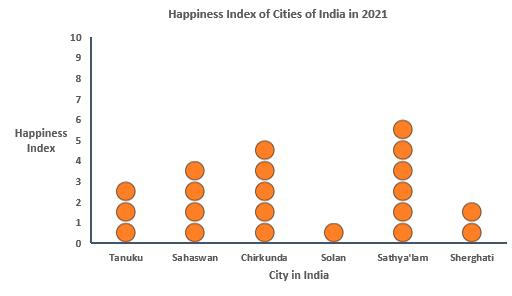 Happiness Index of Cities of India in 2021
10
9
8
7
6
5
4
3
2
1
0
Happiness
Index
Tanuku Sahaswan Chirkunda Solan Sathya'lam Sherghati
City in India